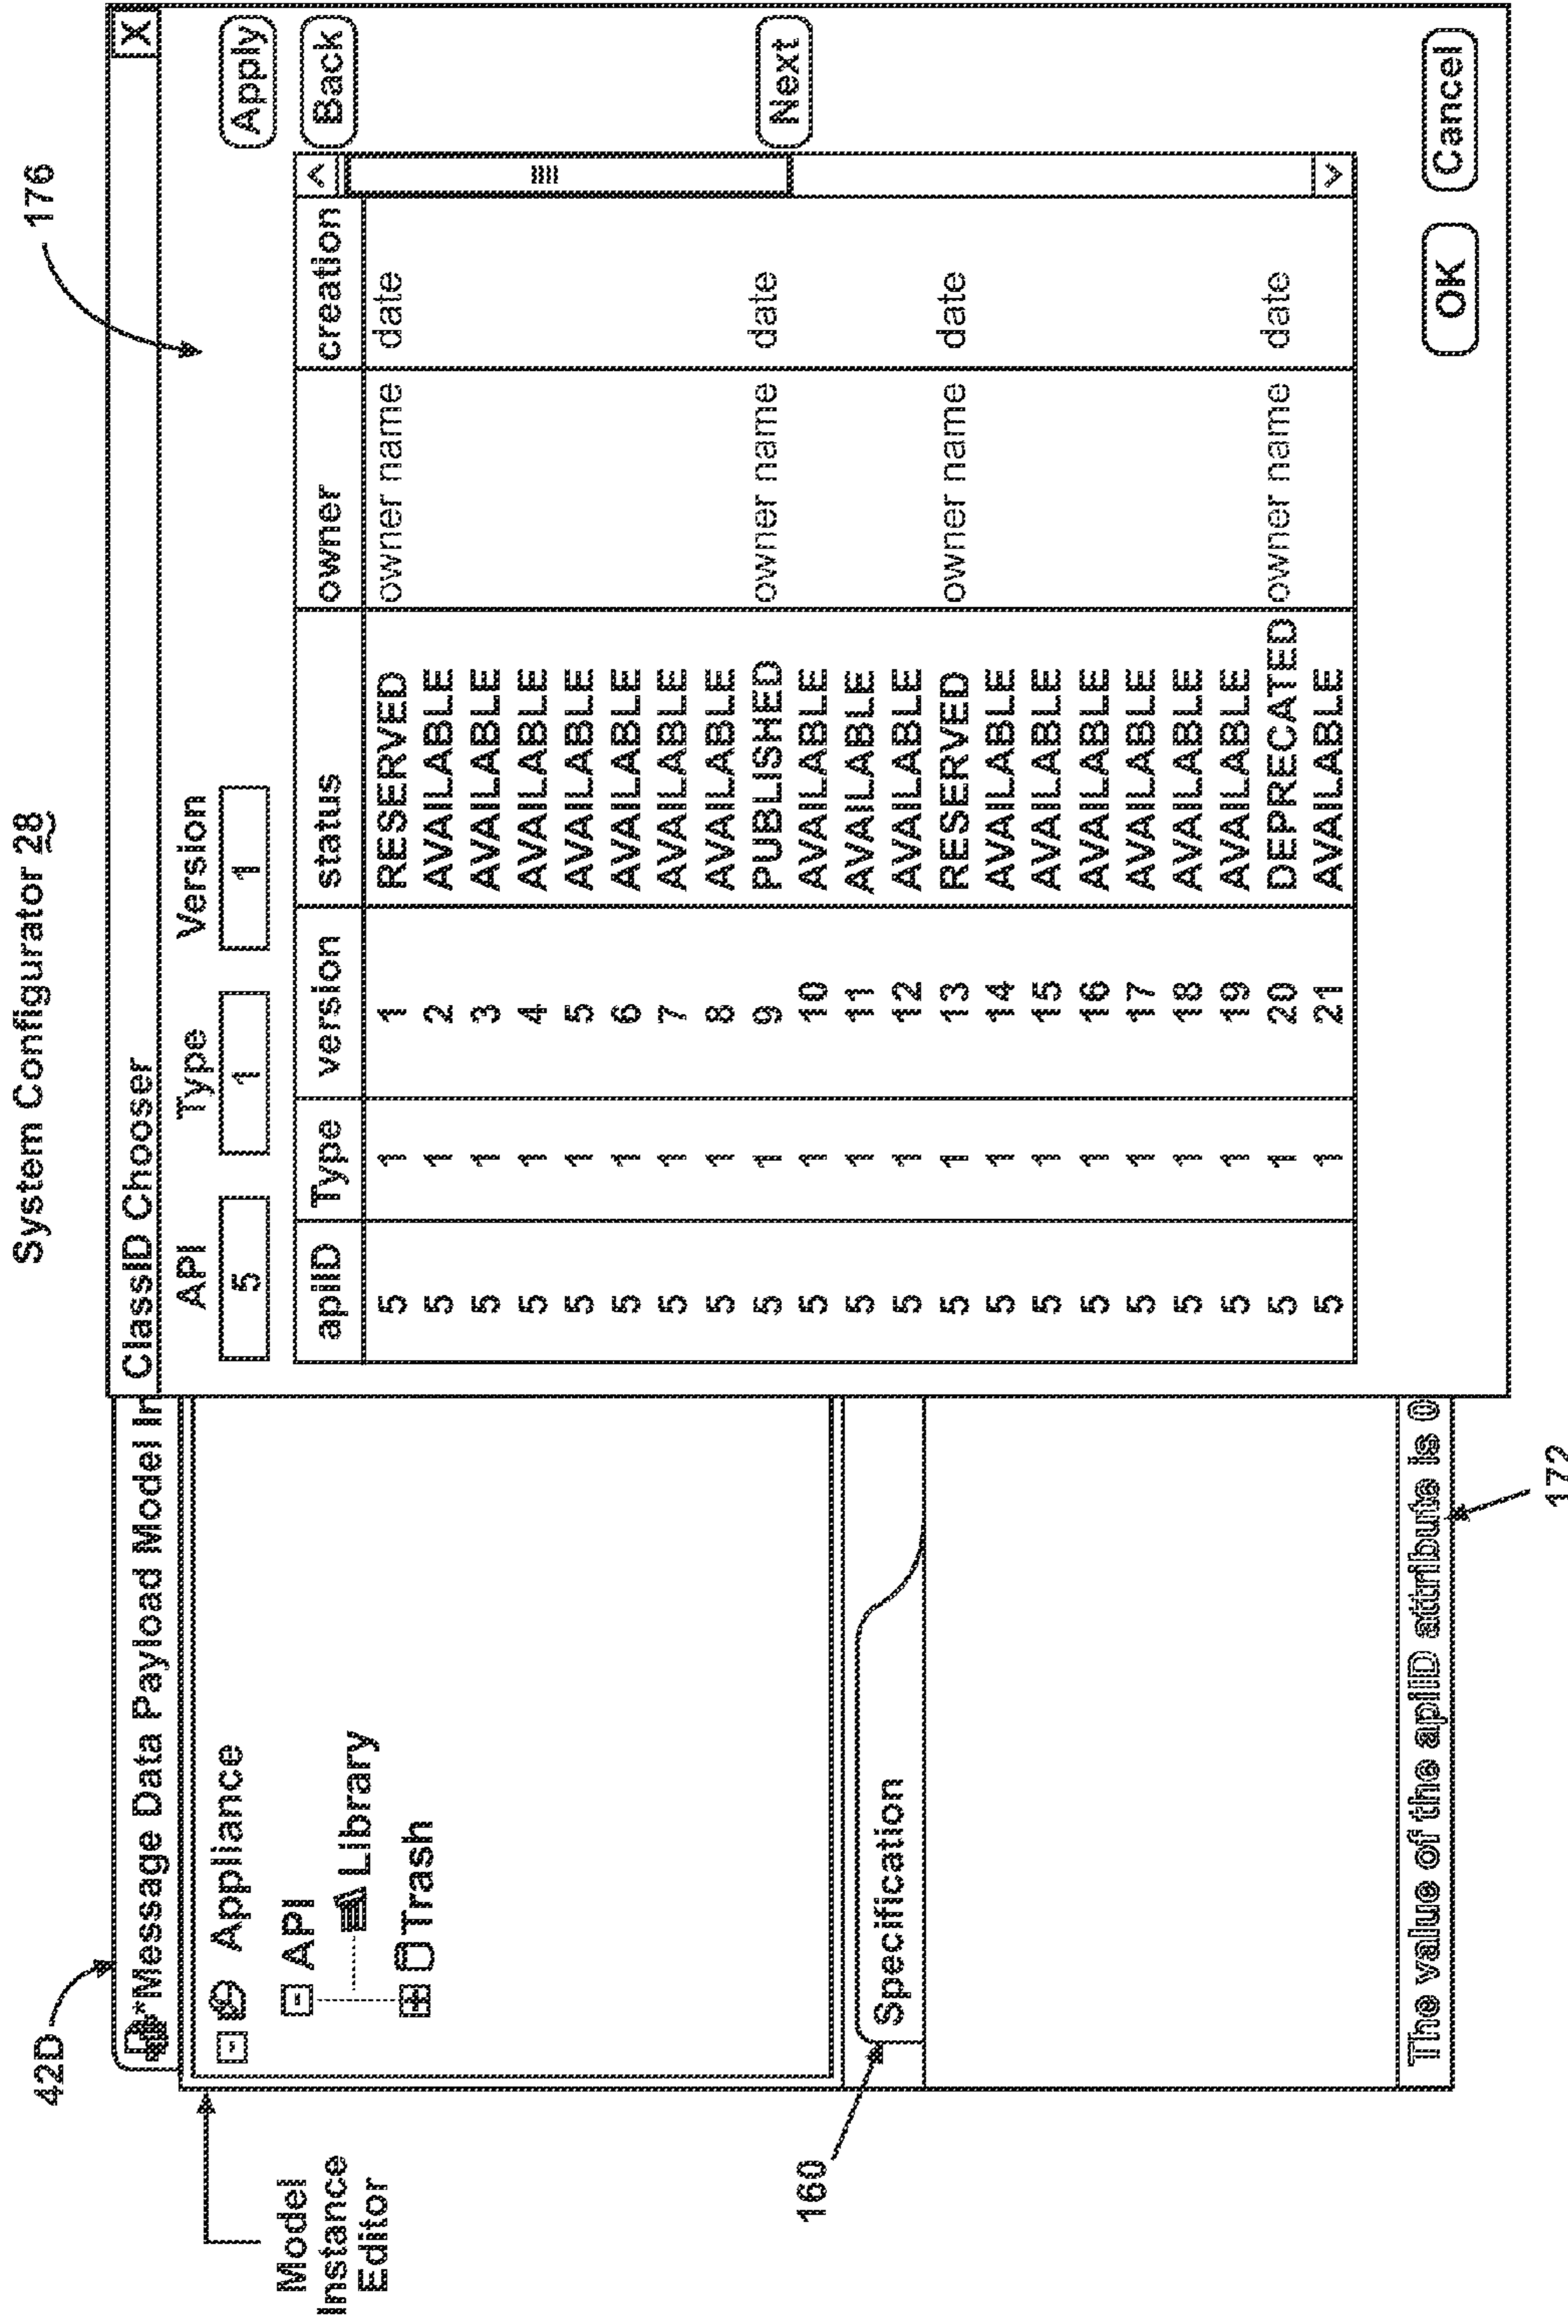 System Configurator 28
176
42D
Model
Instance
Editor
*Message Data Payload Model In
Appliance
API
Library
Trash
160
Specification
The value of the apiID attribute is 0
172
ClassID Chooser
X
API
Type
Version
5
1
1
Apply
Back
Next
apiID Type version status owner creation
5 1 1 RESERVED owner name date
5 1 2 AVAILABLE
5 1 3 AVAILABLE
5 1 4 AVAILABLE
5 1 5 AVAILABLE
5 1 6 AVAILABLE
5 1 7 AVAILABLE
5 1 8 AVAILABLE
5 1 9 PUBLISHED owner name date
5 1 10 AVAILABLE
5 1 11 AVAILABLE
5 1 12 AVAILABLE
5 1 13 RESERVED owner name date
5 1 14 AVAILABLE
5 1 15 AVAILABLE
5 1 16 AVAILABLE
5 1 17 AVAILABLE
5 1 18 AVAILABLE
5 1 19 AVAILABLE
5 1 20 DEPRECATED owner name date
5 1 21 AVAILABLE
OK
Cancel